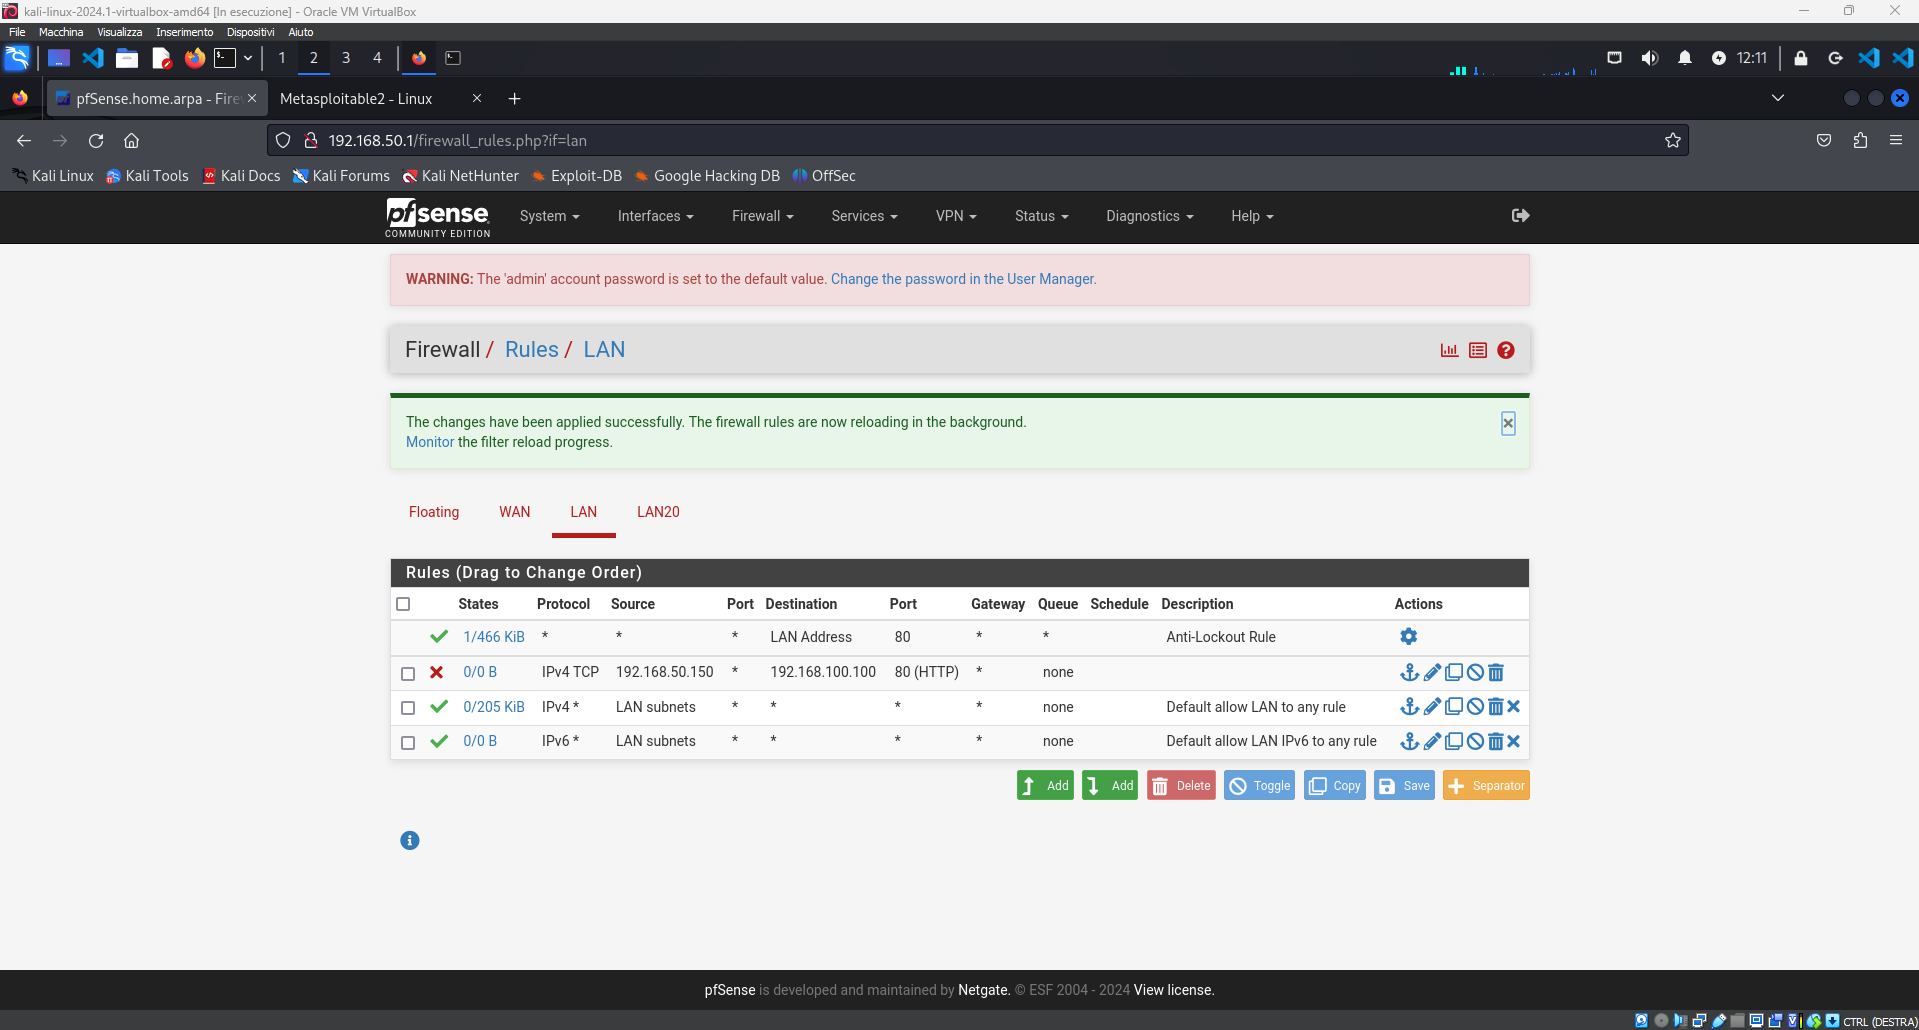 kali-linux-2024.1-virtualbox-amd64 [In esecuzione] - Oracle VM VirtualBox
File Macchina Visualizza Inserimento Dispositivi Aiuto
1 2 3 4 12:11
pfSense.home.arpa - Fire Metasploitable2 - Linux
192.168.50.1/firewall_rules.php?if=lan
Kali Linux Kali Tools Kali Docs Kali Forums Kali NetHunter Exploit-DB Google Hacking DB OffSec
pfsense System Interfaces Firewall Services VPN Status Diagnostics Help
COMMUNITY EDITION
WARNING: The 'admin' account password is set to the default value. Change the password in the User Manager.
Firewall / Rules / LAN
The changes have been applied successfully. The firewall rules are now reloading in the background.
Monitor the filter reload progress.
Floating WAN LAN LAN20
Rules (Drag to Change Order)
States Protocol Source Port Destination Port Gateway Queue Schedule Description Actions
1/466 KiB * * * LAN Address 80 * * Anti-Lockout Rule
0/0 B IPv4 TCP 192.168.50.150 * 192.168.100.100 80 (HTTP) * none
0/205 KiB IPv4 * LAN subnets * * * * none Default allow LAN to any rule
0/0 B IPv6 * LAN subnets * * * * none Default allow LAN IPv6 to any rule
Add Add Delete Toggle Copy Save Separator
pfSense is developed and maintained by Netgate. © ESF 2004 - 2024 View license.
CTRL (DESTRA)